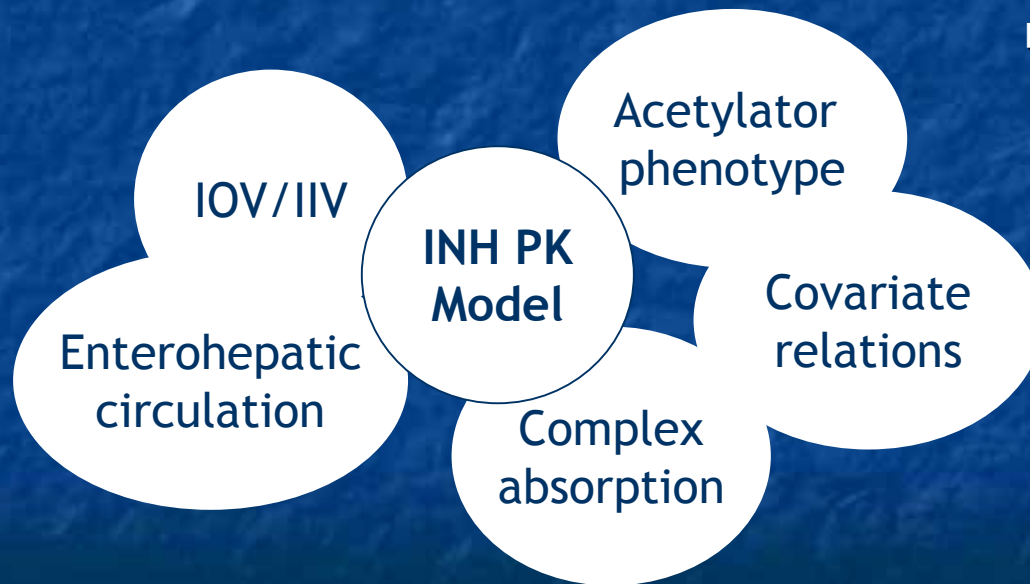 Acetylator
phenotype
IOV/IIV
INH PK
Model
Covariate
relations
Enterohepatic
circulation
Complex
absorption